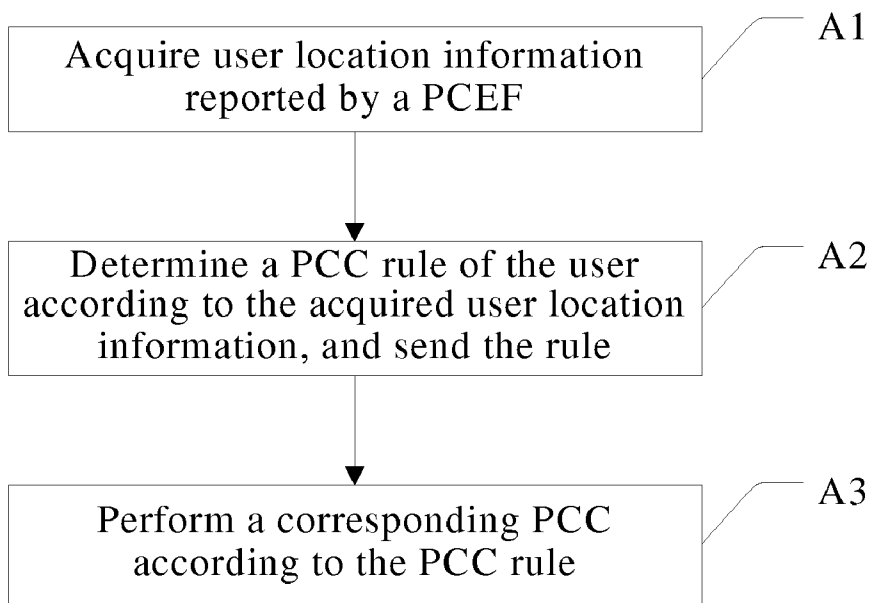 A1
Acquire user location information
reported by a PCEF
A2
Determine a PCC rule of the user
according to the acquired user location
information, and send the rule
A3
Perform a corresponding PCC
according to the PCC rule